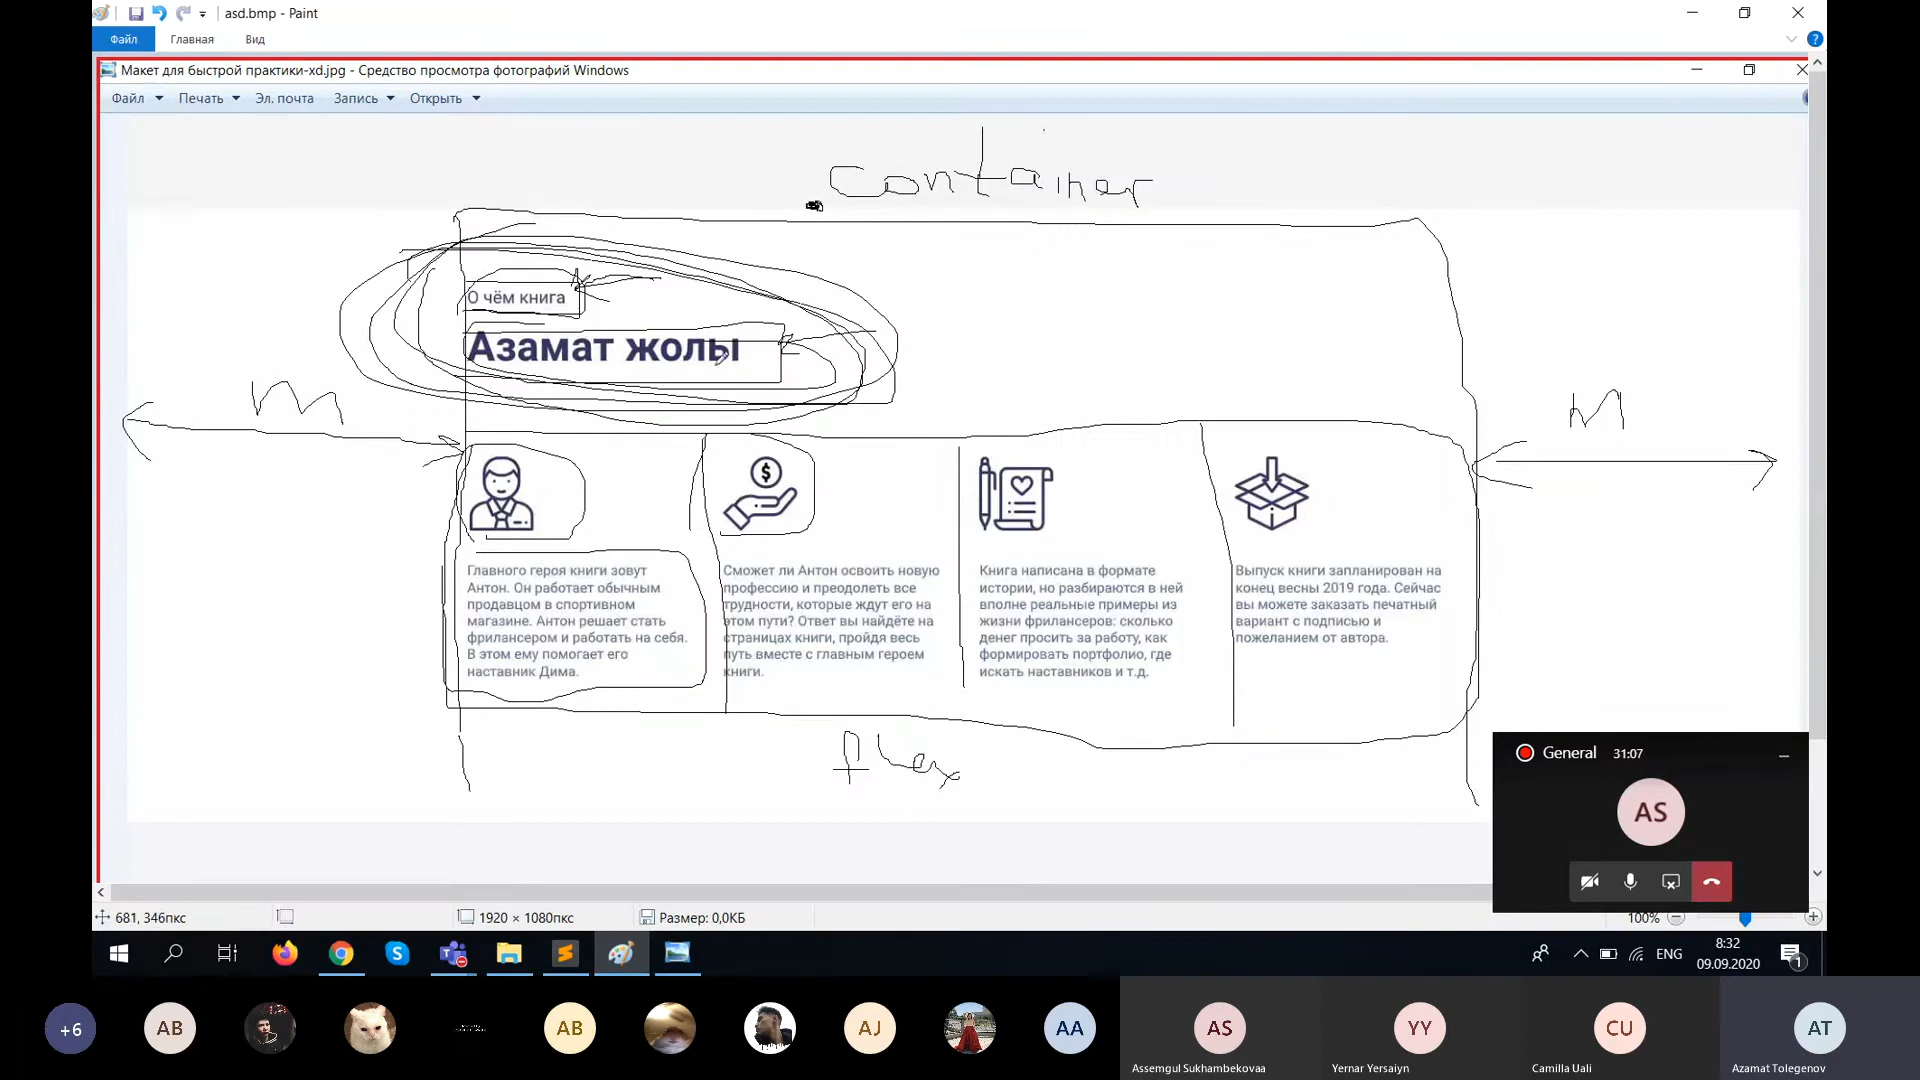 asd.bmp - Paint
Файл Главная Вид
Макет для быстрой практики-xd.jpg - Средство просмотра фотографий Windows
Файл Печать Эл. почта Запись Открыть
Container
О чём книга
Азамат жолы
M
M
Главного героя книги зовут
Антон. Он работает обычным
продавцом в спортивном
магазине. Антон решает стать
фрилансером и работать на себя.
В этом ему помогает его
наставник Дима.
Сможет ли Антон освоить новую
профессию и преодолеть все
трудности, которые ждут его на
этом пути? Ответ вы найдёте на
страницах книги, пройдя весь
путь вместе с главным героем
книги.
Книга написана в формате
истории, но разбираются в ней
вполне реальные примеры из
жизни фрилансеров: сколько
денег просить за работу, как
формировать портфолио, где
искать наставников и т.д.
Выпуск книги запланирован на
конец весны 2019 года. Сейчас
вы можете заказать печатный
вариант с подписью и
пожеланием от автора.
flex
General 31:07
AS
681, 346пкс 1920 × 1080пкс Размер: 0,0КБ 100%
ENG 8:32
09.09.2020
1
+6 AB AB AJ AA AS YY CU AT
Assemgul Sukhambekovaa Yernar Yersaiyn Camilla Uali Azamat Tolegenov